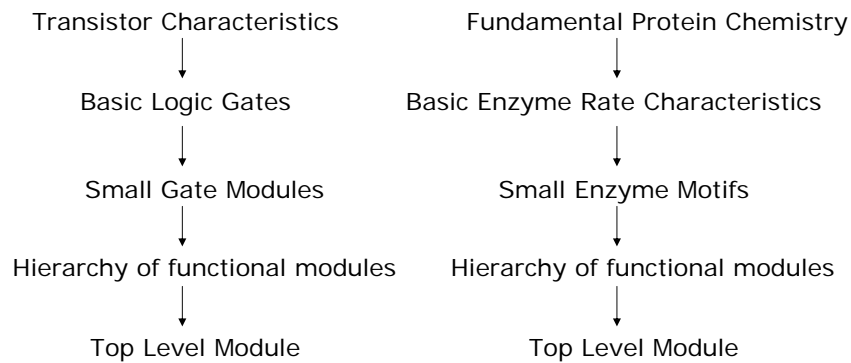 Transistor Characteristics
Basic Logic Gates
Small Gate Modules
Hierarchy of functional modules
Top Level Module
Fundamental Protein Chemistry
Basic Enzyme Rate Characteristics
Small Enzyme Motifs
Hierarchy of functional modules
Top Level Module